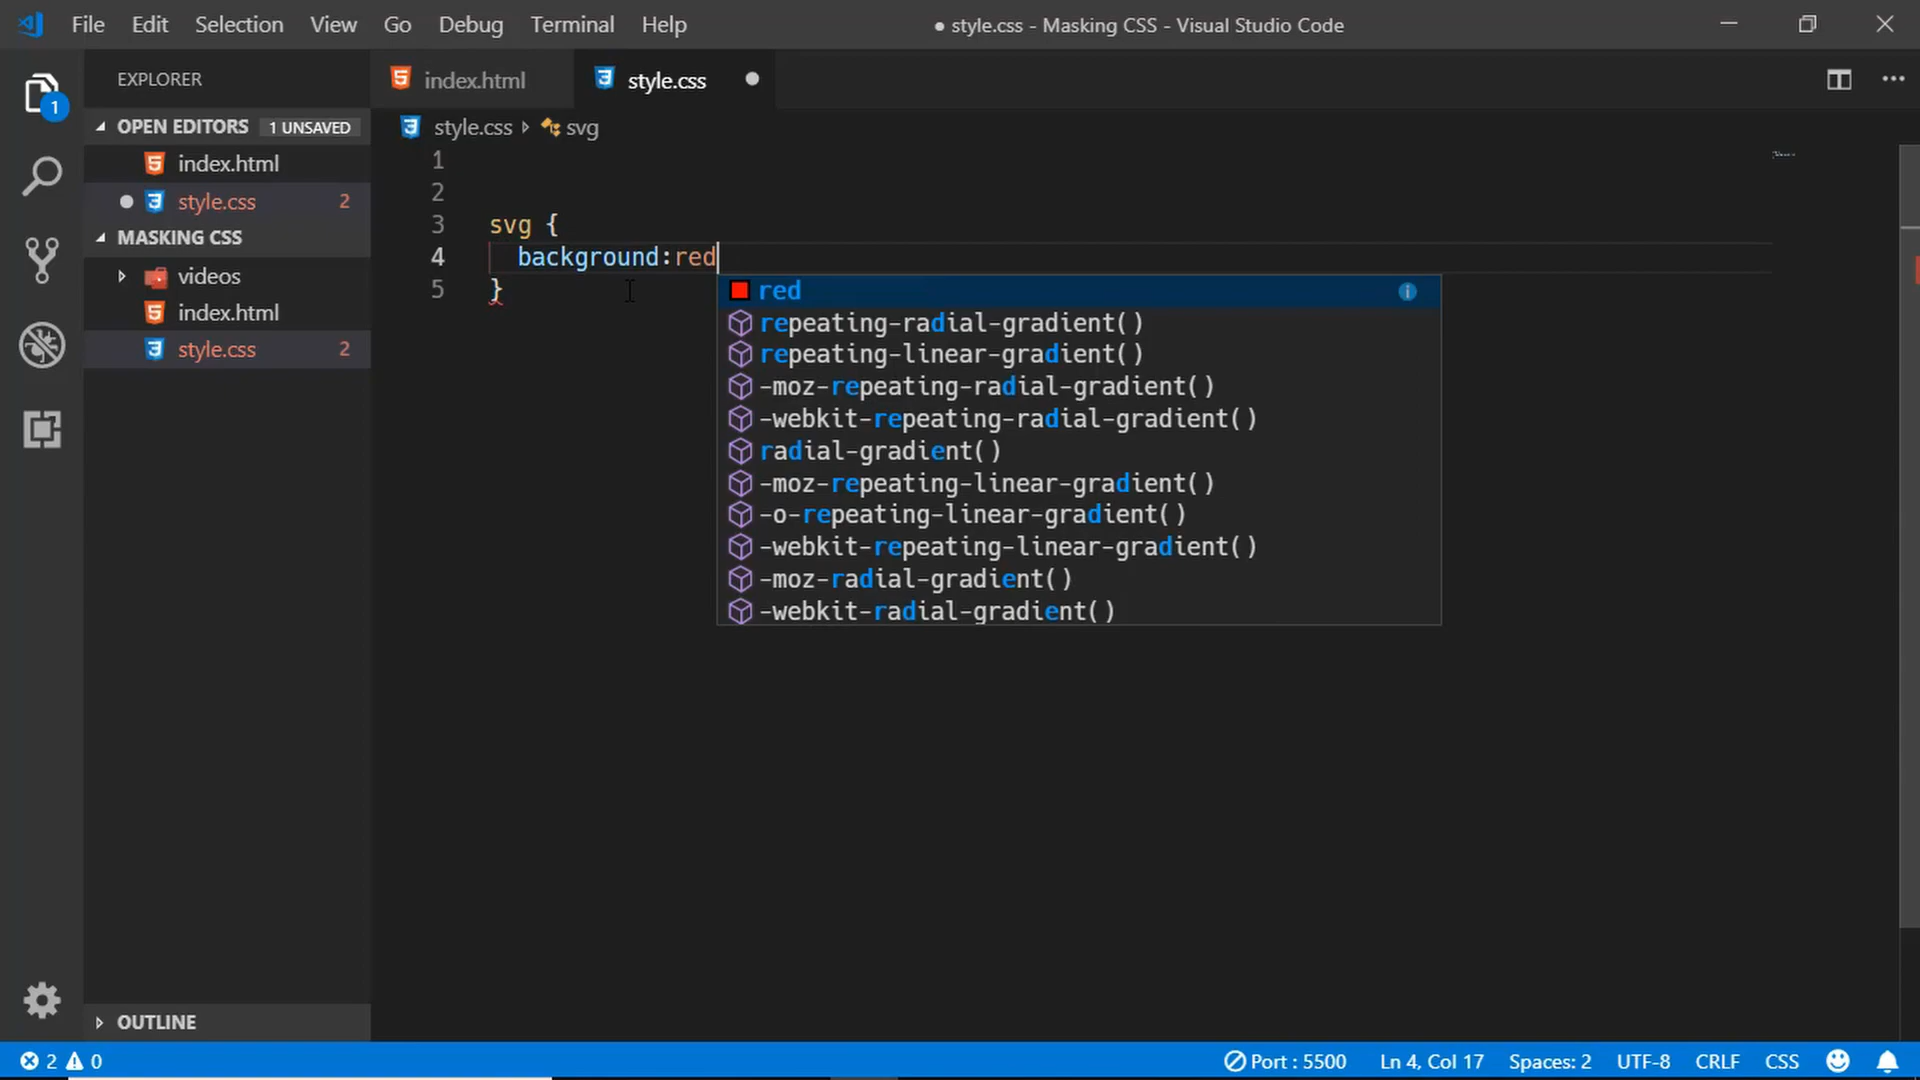 File Edit Selection View Go Debug Terminal Help
● style.css - Masking CSS - Visual Studio Code
EXPLORER
index.html
style.css
1
OPEN EDITORS 1 UNSAVED
style.css svg
index.html
style.css 2
MASKING CSS
videos
index.html
style.css 2
1
2
3 svg {
4 background:red
5 }
red
repeating-radial-gradient()
repeating-linear-gradient()
-moz-repeating-radial-gradient()
-webkit-repeating-radial-gradient()
radial-gradient()
-moz-repeating-linear-gradient()
-o-repeating-linear-gradient()
-webkit-repeating-linear-gradient()
-moz-radial-gradient()
-webkit-radial-gradient()
OUTLINE
2 0 Port : 5500 Ln 4, Col 17 Spaces: 2 UTF-8 CRLF CSS